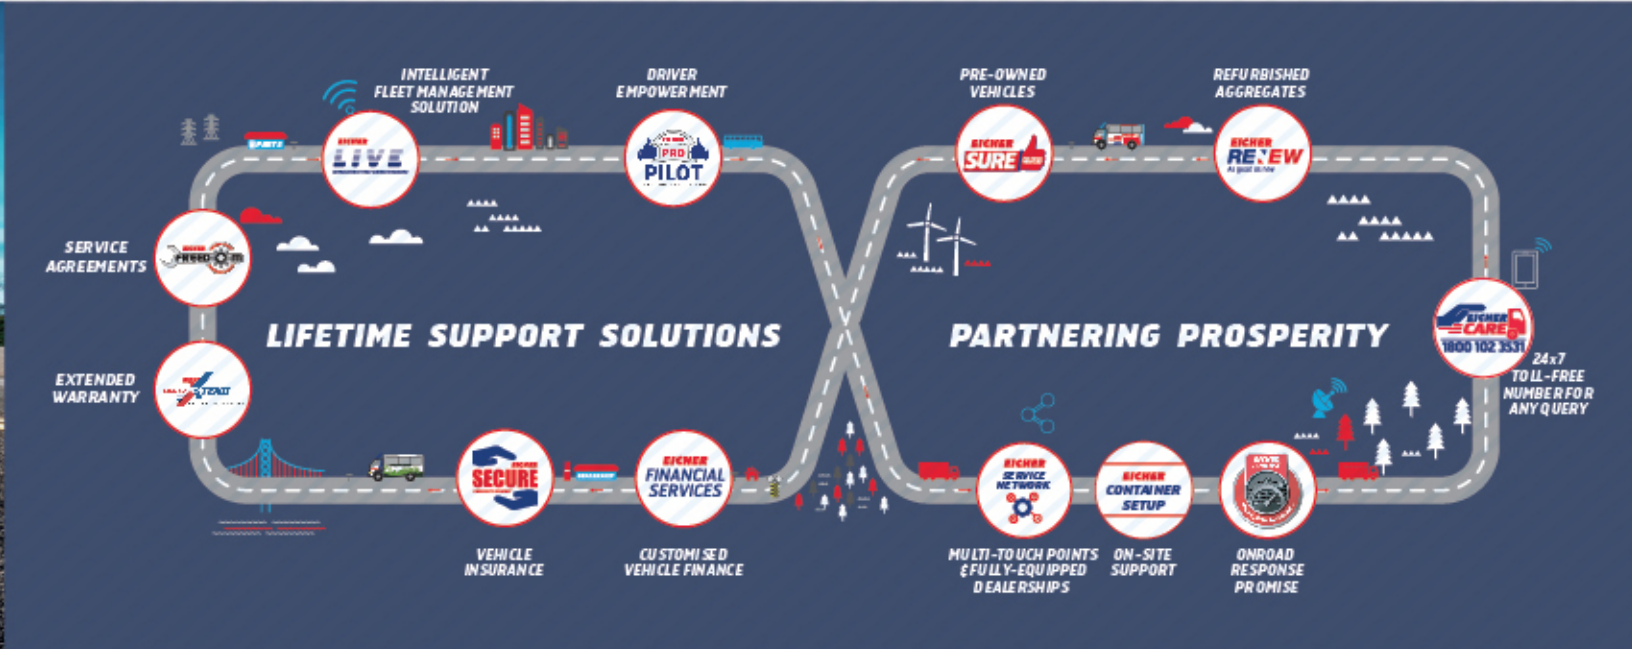 INTELLIGENT
FLEET MANAGEMENT
SOLUTION
DRIVER
EMPOWERMENT
PRE-OWNED
VEHICLES
REFURBISHED
AGGREGATES
EICHER
LIVE
PRO
PILOT
EICHER
SURE
EICHER
RENEW
SERVICE
AGREEMENTS
LIFETIME SUPPORT SOLUTIONS
PARTNERING PROSPERITY
EICHER
CARE
1800 102 3531
24x7
TOLL-FREE
NUMBER FOR
ANY QUERY
EXTENDED
WARRANTY
EICHER
SECURE
EICHER
FINANCIAL
SERVICES
EICHER
SERVICE
NETWORK
EICHER
CONTAINER
SETUP
VEHICLE
INSURANCE
CUSTOMISED
VEHICLE FINANCE
MULTI-TOUCH POINTS
& FULLY-EQUIPPED
DEALERSHIPS
ON-SITE
SUPPORT
ONROAD
RESPONSE
PROMISE